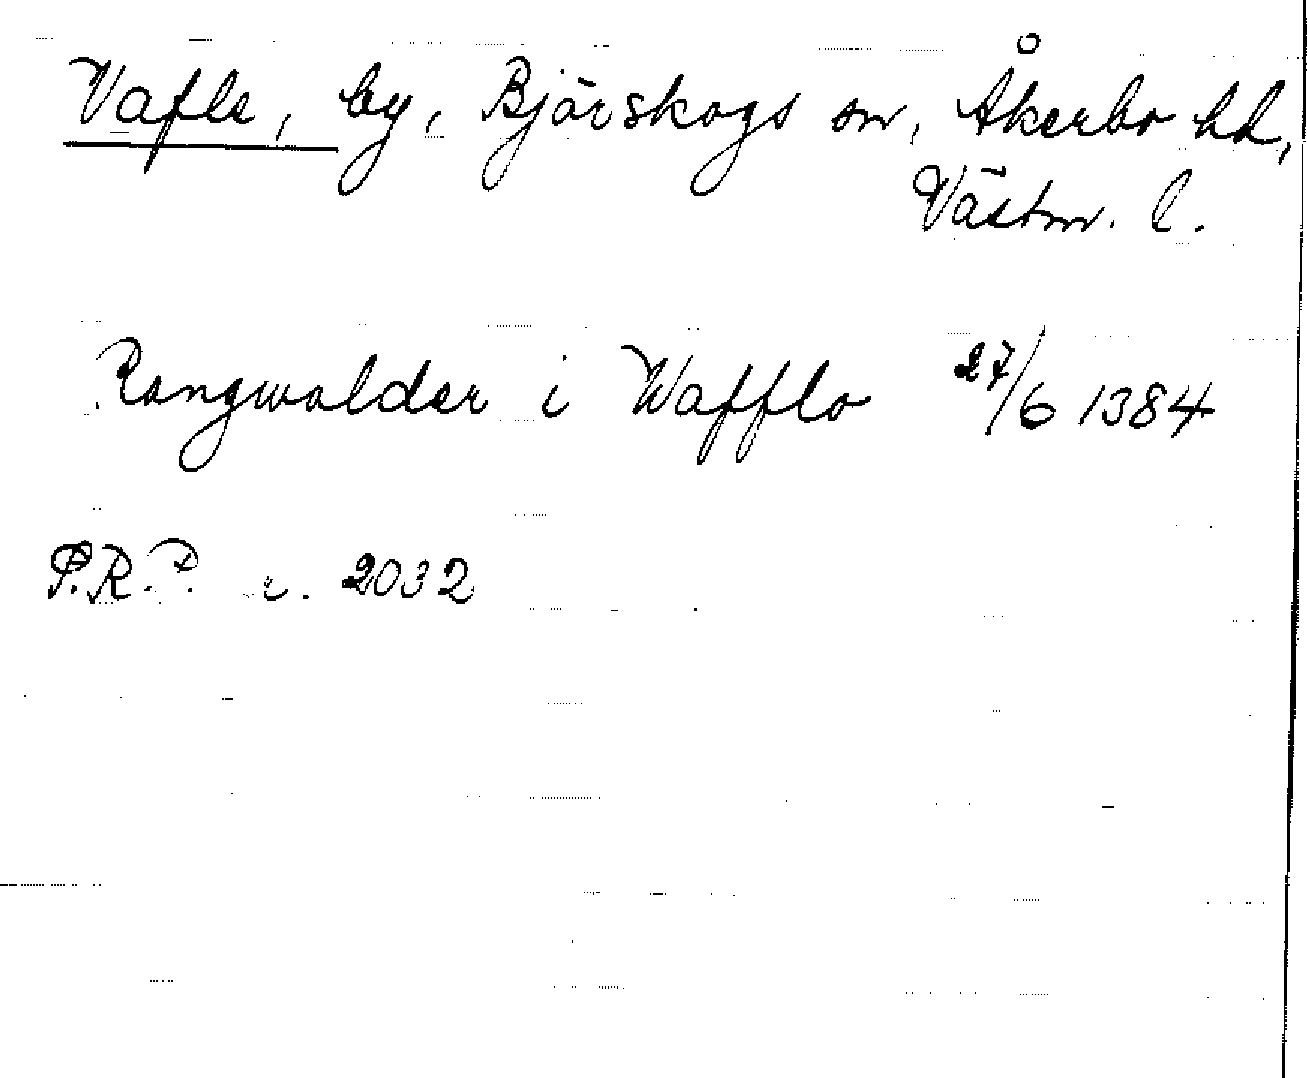 Vafle, by, Bjärskogs sn, Åkerbo hd,
Västm. l.
Rangwalder i Wafflo 27/6 1384
S.R.P. n. 2032